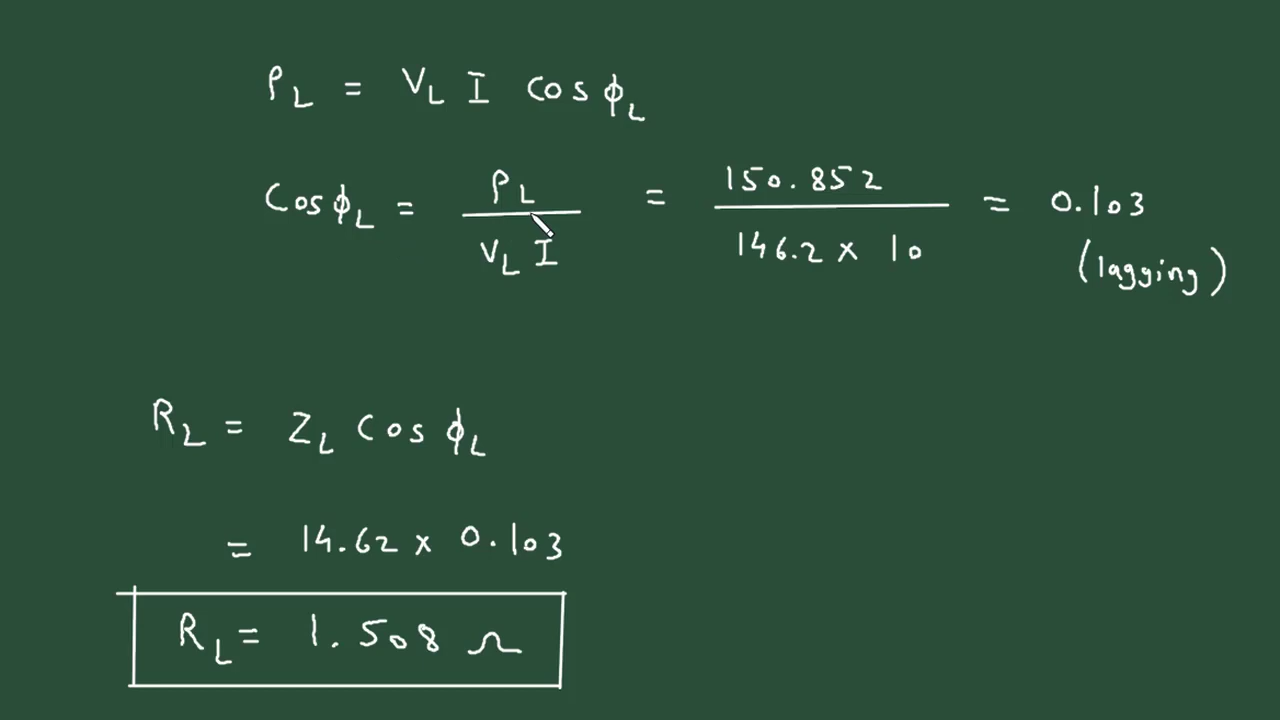 P_L = V_L I Cos ϕ_L
Cos ϕ_L = P_L / V_L I = 150.852 / 146.2 × 10 = 0.103
(lagging)
R_L = Z_L Cos ϕ_L
= 14.62 × 0.103
R_L = 1.508 Ω